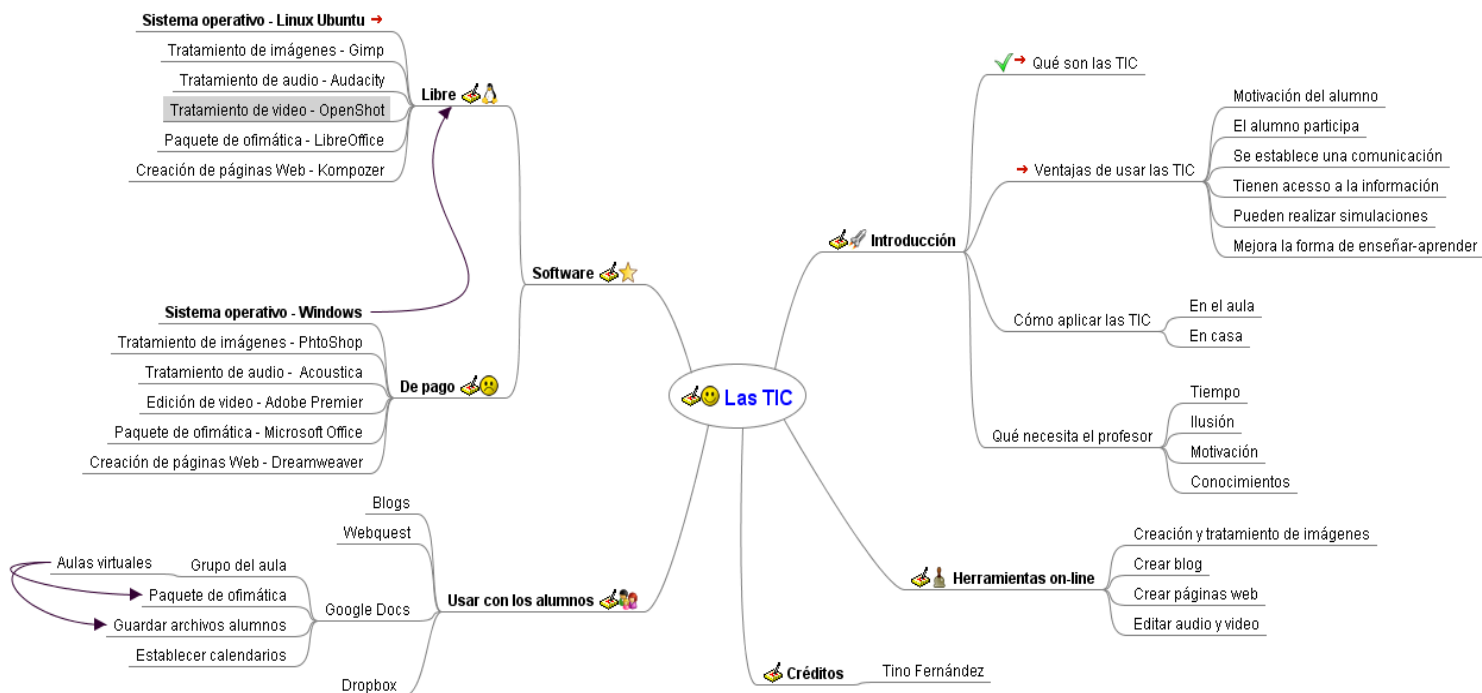 Las TIC
Introducción
Qué son las TIC
Ventajas de usar las TIC
Motivación del alumno
El alumno participa
Se establece una comunicación
Tienen acceso a la información
Pueden realizar simulaciones
Mejora la forma de enseñar-aprender
Cómo aplicar las TIC
En el aula
En casa
Qué necesita el profesor
Tiempo
Ilusión
Motivación
Conocimientos
Herramientas on-line
Creación y tratamiento de imágenes
Crear blog
Crear páginas web
Editar audio y video
Créditos
Tino Fernández
Software
Libre
Sistema operativo - Linux Ubuntu
Tratamiento de imágenes - Gimp
Tratamiento de audio - Audacity
Tratamiento de video - OpenShot
Paquete de ofimática - LibreOffice
Creación de páginas Web - Kompozer
De pago
Sistema operativo - Windows
Tratamiento de imágenes - PhtoShop
Tratamiento de audio - Acoustica
Edición de video - Adobe Premier
Paquete de ofimática - Microsoft Office
Creación de páginas Web - Dreamweaver
Usar con los alumnos
Blogs
Webquest
Google Docs
Grupo del aula
Aulas virtuales
Paquete de ofimática
Guardar archivos alumnos
Establecer calendarios
Dropbox